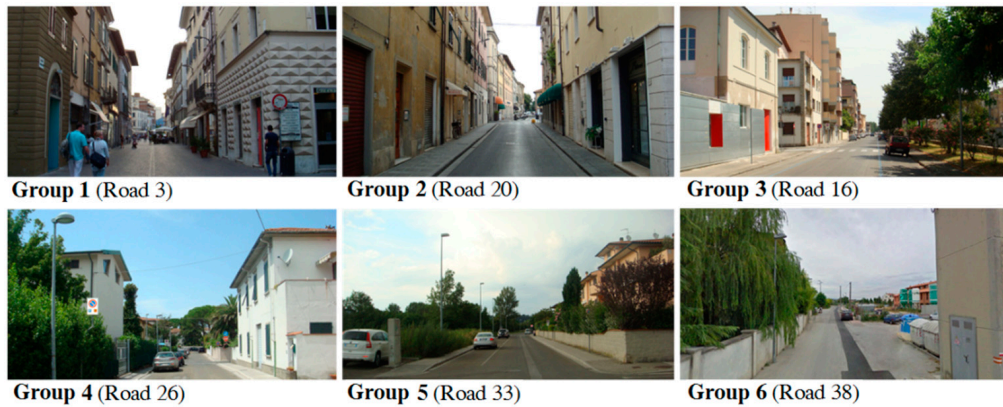 Group 1 (Road 3)
Group 2 (Road 20)
Group 3 (Road 16)
Group 4 (Road 26)
Group 5 (Road 33)
Group 6 (Road 38)